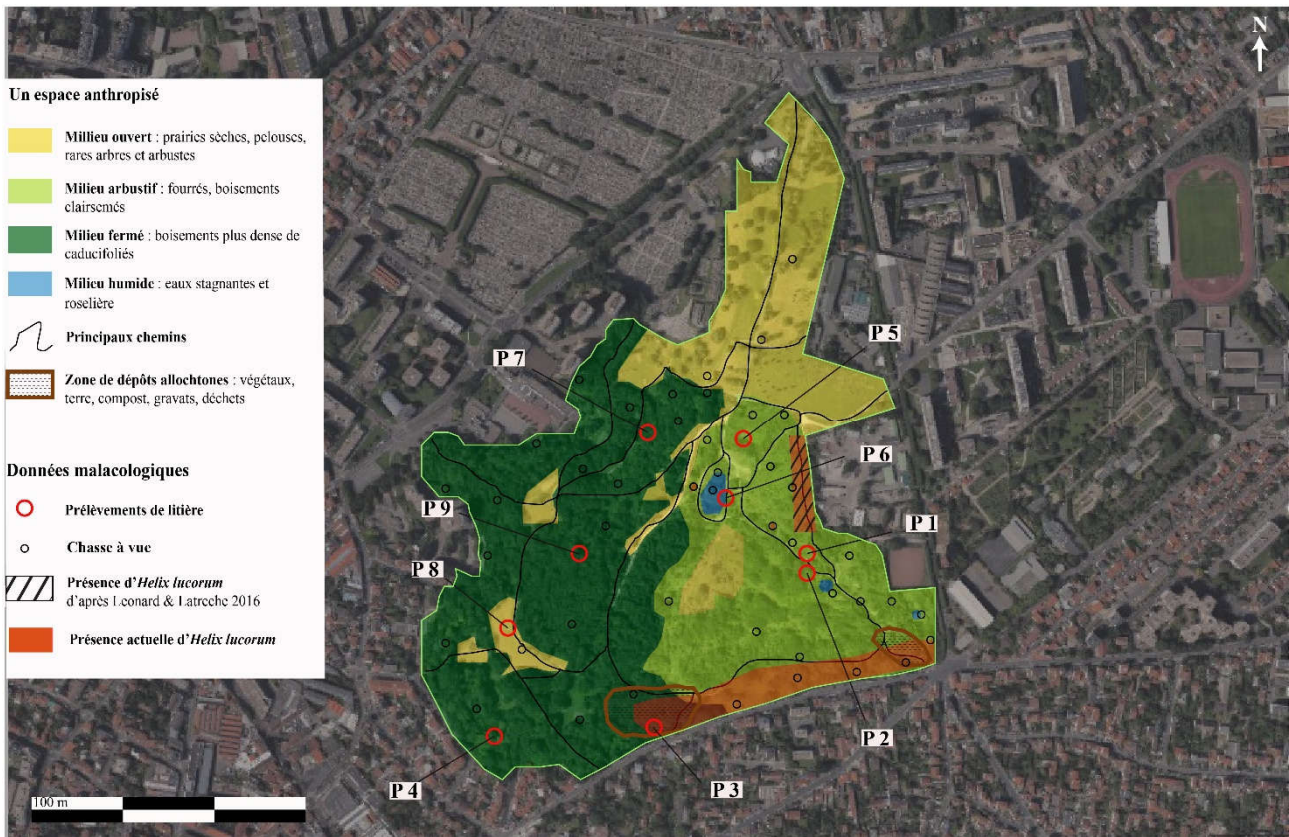 N
Un espace anthropisé
Millieu ouvert : prairies sèches, pelouses,
rares arbres et arbustes
Milieu arbustif : fourrés, boisements
clairsemés
Milieu fermé : boisements plus dense de
caducifoliés
Milieu humide : eaux stagnantes et
roselière
Principaux chemins
Zone de dépôts allochtones : végétaux,
terre, compost, gravats, déchets
Données malacologiques
Prélèvements de litière
Chasse à vue
Présence d'Helix lucorum
d'après Leonard & Latreche 2016
Présence actuelle d'Helix lucorum
P 7
P 5
P 6
P 9
P 1
P 8
P 2
P 4
P 3
100 m